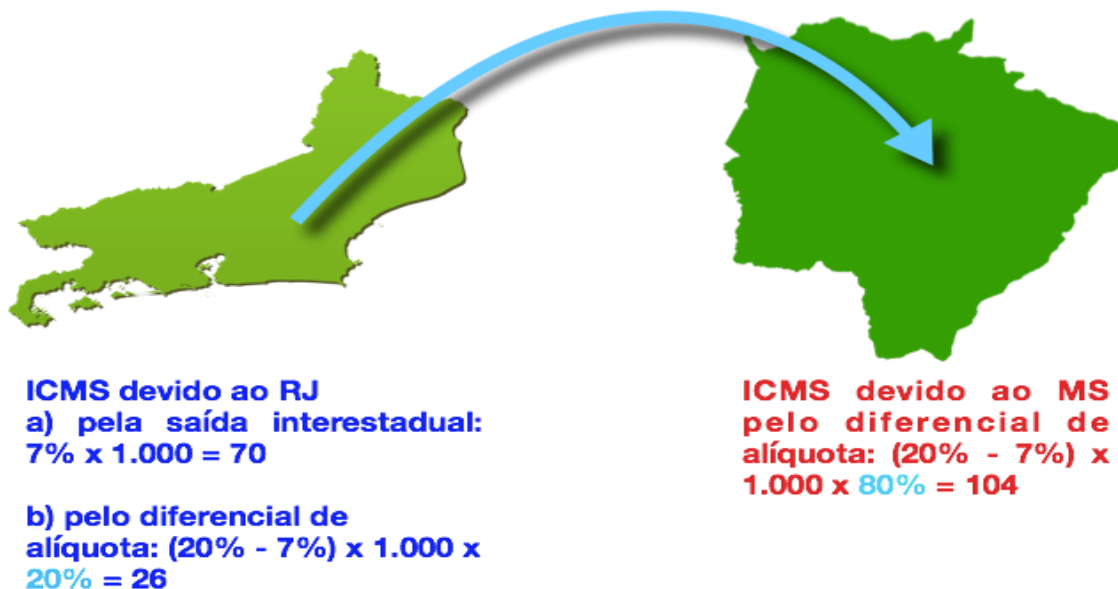 ICMS devido ao RJ
a) pela saída interestadual:
7% x 1.000 = 70
b) pelo diferencial de
alíquota: (20% - 7%) x 1.000 x
20% = 26
ICMS devido ao MS
pelo diferencial de
alíquota: (20% - 7%) x
1.000 x 80% = 104